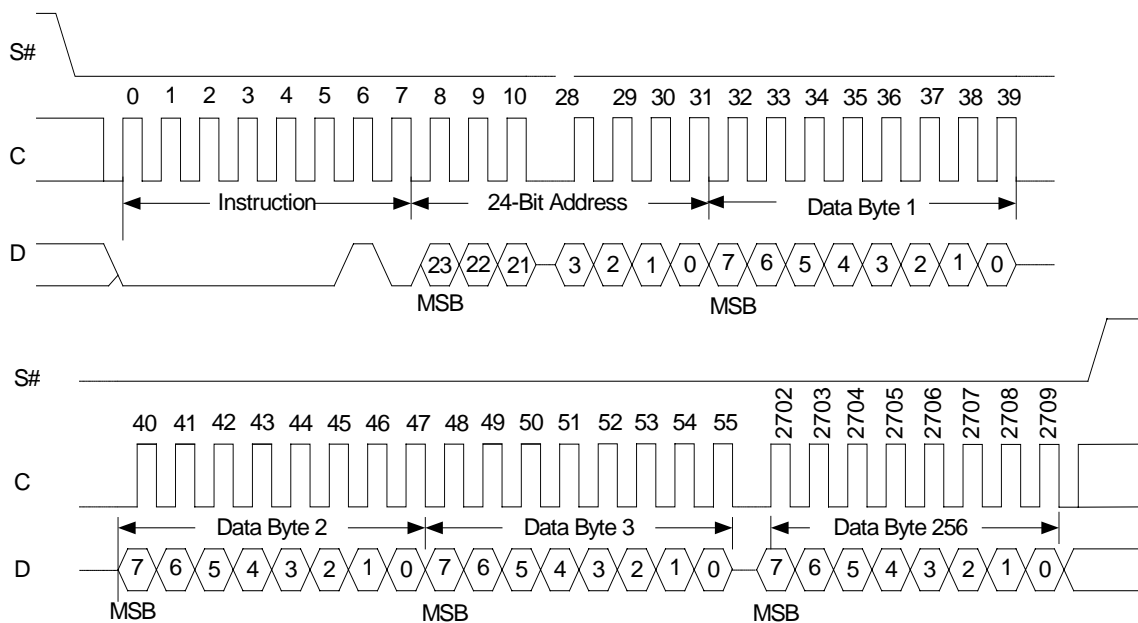 S#
0 1 2 3 4 5 6 7 8 9 10 28 29 30 31 32 33 34 35 36 37 38 39
C
Instruction 24-Bit Address Data Byte 1
D
23 22 21 3 2 1 0 7 6 5 4 3 2 1 0
MSB MSB
S#
40 41 42 43 44 45 46 47 48 49 50 51 52 53 54 55 2702 2703 2704 2705 2706 2707 2708 2709
C
Data Byte 2 Data Byte 3 Data Byte 256
D 7 6 5 4 3 2 1 0 7 6 5 4 3 2 1 0 7 6 5 4 3 2 1 0
MSB MSB MSB